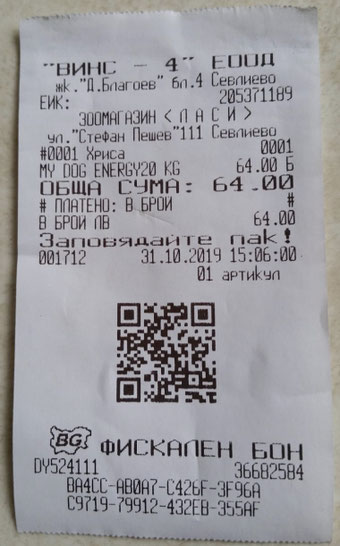 "ВИНС - 4" ЕООД
жк."Д.Благоев" бл.4 Севлиево
ЕИК: 205371189
ЗООМАГАЗИН < Л А С И >
ул."Стефан Пешев"111 Севлиево
#0001 Хриса 0001
MY DOG ENERGY20 KG 64.00 Б
ОБЩА СУМА: 64.00
# ПЛАТЕНО: В БРОИ #
В БРОИ ЛВ 64.00
Заповядайте пак!
001712 31.10.2019 15:06:00
01 артикул
BG ФИСКАЛЕН БОН
DY524111 36682584
BA4CC-AB0A7-C426F-3F96A
C9719-79912-432EB-355AF